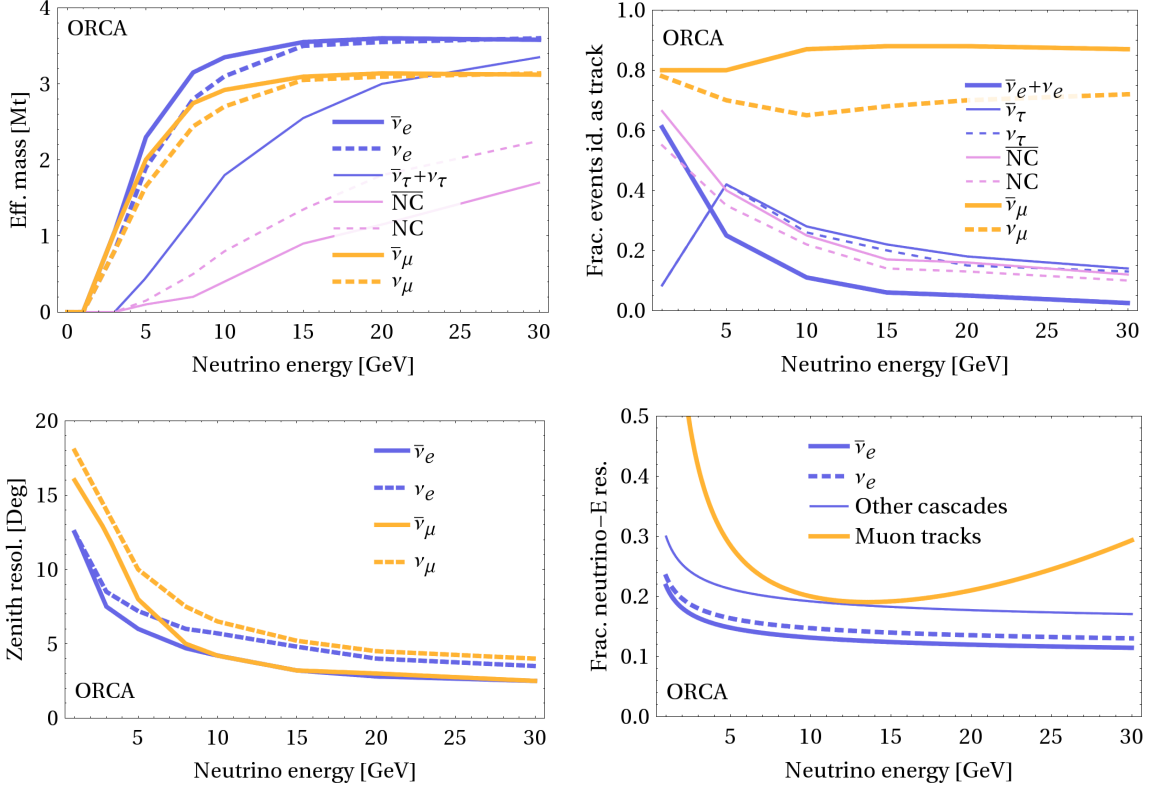 ORCA
Eff. mass [Mt]
4
3
2
1
0
ν̄e
νe
ν̄τ+ντ
N̅C̅
NC
ν̄μ
νμ
0 5 10 15 20 25 30
Neutrino energy [GeV]
ORCA
Frac. events id. as track
1.0
0.8
0.6
0.4
0.2
0.0
ν̄e+νe
ν̄τ
ντ
N̅C̅
NC
ν̄μ
νμ
5 10 15 20 25 30
Neutrino energy [GeV]
Zenith resol. [Deg]
20
15
10
5
0
ν̄e
νe
ν̄μ
νμ
ORCA
5 10 15 20 25 30
Neutrino energy [GeV]
Frac. neutrino−E res.
0.5
0.4
0.3
0.2
0.1
0.0
ν̄e
νe
Other cascades
Muon tracks
ORCA
5 10 15 20 25 30
Neutrino energy [GeV]